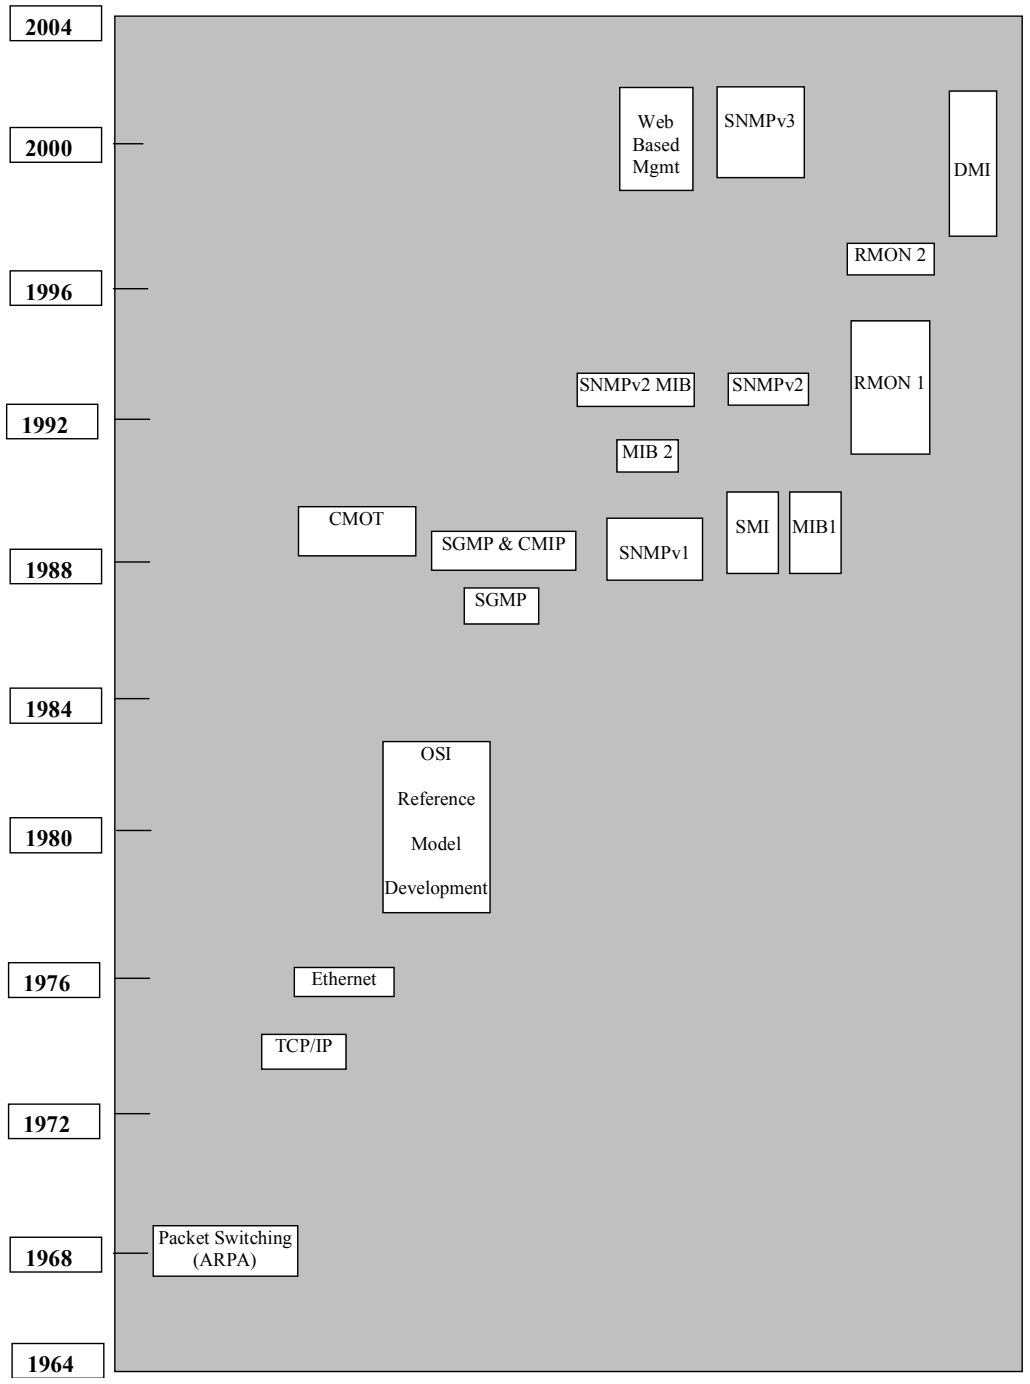 2004
Web
Based
Mgmt
SNMPv3
2000
DMI
RMON 2
1996
SNMPv2 MIB
SNMPv2
RMON 1
1992
MIB 2
CMOT
SGMP & CMIP
SNMPv1
SMI
MIB1
1988
SGMP
1984
OSI
Reference
Model
Development
1980
Ethernet
1976
TCP/IP
1972
Packet Switching
(ARPA)
1968
1964